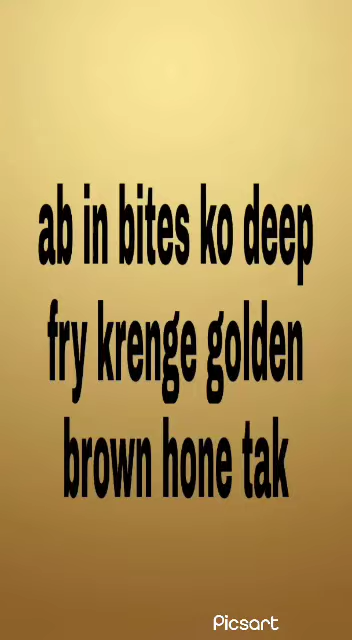 ab in bites ko deep
fry krenge golden
brown hone tak
Picsart